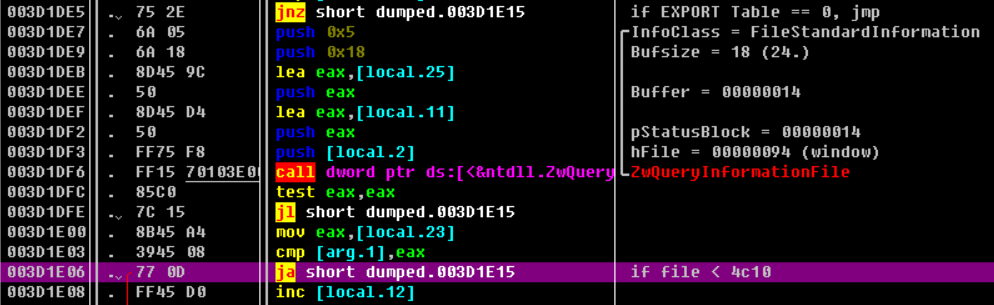 003D1DE5 .⌄ 75 2E jnz short dumped.003D1E15 if EXPORT Table == 0, jmp
003D1DE7 . 6A 05 push 0x5 InfoClass = FileStandardInformation
003D1DE9 . 6A 18 push 0x18 Bufsize = 18 (24.)
003D1DEB . 8D45 9C lea eax,[local.25]
003D1DEE . 50 push eax Buffer = 00000014
003D1DEF . 8D45 D4 lea eax,[local.11]
003D1DF2 . 50 push eax pStatusBlock = 00000014
003D1DF3 . FF75 F8 push [local.2] hFile = 00000094 (window)
003D1DF6 . FF15 70103E0 call dword ptr ds:[<&ntdll.ZwQuery ZwQueryInformationFile
003D1DFC . 85C0 test eax,eax
003D1DFE .⌄ 7C 15 jl short dumped.003D1E15
003D1E00 . 8B45 A4 mov eax,[local.23]
003D1E03 . 3945 08 cmp [arg.1],eax
003D1E06 .⌄ 77 0D ja short dumped.003D1E15 if file < 4c10
003D1E08 . FF45 D0 inc [local.12]